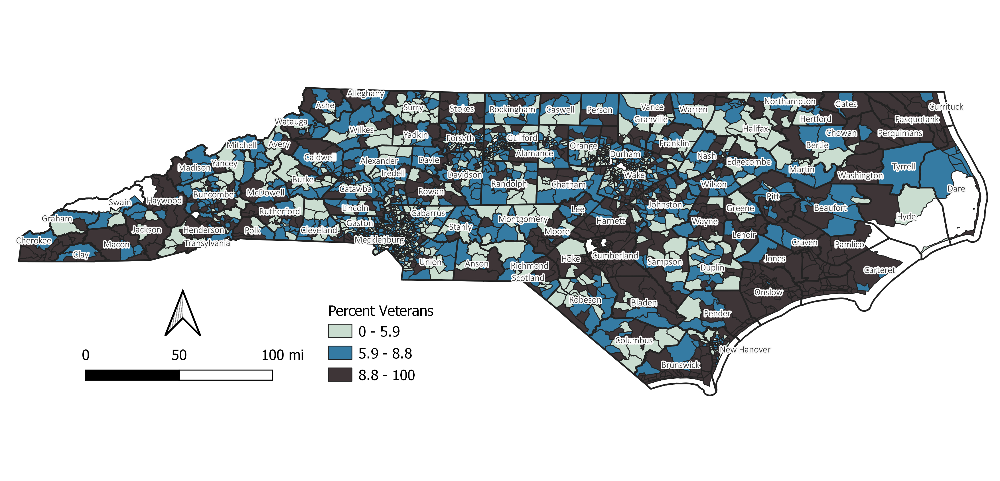 Alleghany
Ashe
Surry
Stokes
Rockingham
Caswell
Person
Vance
Warren
Northampton
Gates
Currituck
Watauga
Granville
Hertford
Pasquotank
Wilkes
Yadkin
Forsyth
Guilford
Halifax
Chowan
Perquimans
Mitchell
Avery
Orange
Franklin
Bertie
Caldwell
Alexander
Davie
Alamance
Durham
Nash
Edgecombe
Yancey
Madison
Iredell
Davidson
Wake
Martin
Washington
Tyrrell
Burke
Randolph
Chatham
Wilson
Dare
McDowell
Buncombe
Catawba
Rowan
Pitt
Swain
Haywood
Johnston
Beaufort
Rutherford
Lincoln
Cabarrus
Lee
Greene
Hyde
Graham
Gaston
Stanly
Montgomery
Harnett
Wayne
Jackson
Henderson
Polk
Cleveland
Moore
Lenoir
Cherokee
Macon
Transylvania
Mecklenburg
Craven
Pamlico
Clay
Union
Anson
Richmond
Hoke
Cumberland
Sampson
Duplin
Jones
Carteret
Scotland
Onslow
Robeson
Bladen
Pender
Columbus
New Hanover
Brunswick
Percent Veterans
0 - 5.9
5.9 - 8.8
8.8 - 100
0 50 100 mi